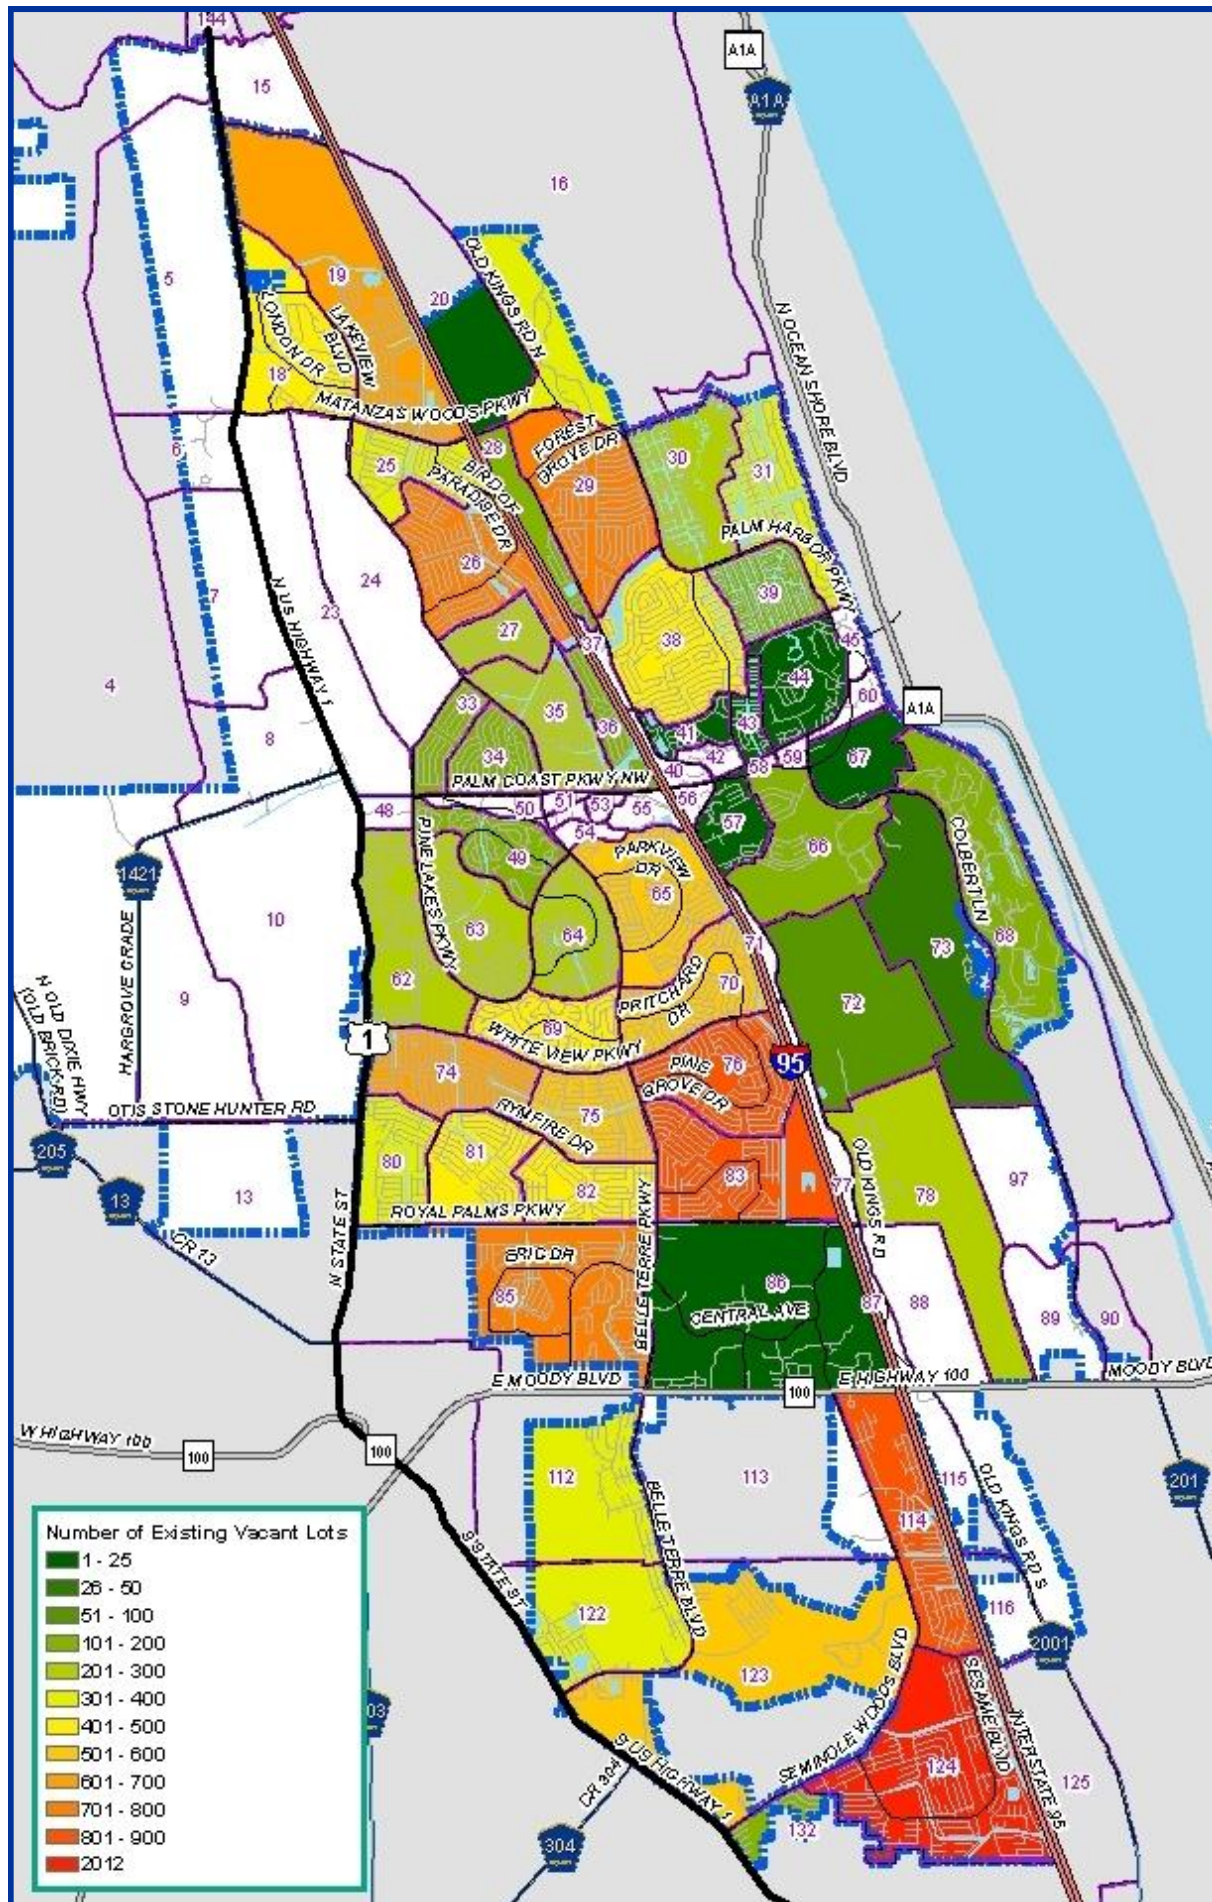 144
15
A1A
A1A
16
5
19
20
OLD KINGS RD N
N OCEAN SHORE BLVD
LONDON DR
LAKEVIEW
BLVD
18
MATANZAS WOODS PKWY
6
25
28
BIRD OF
PARADISE DR
FOREST
GROVE DR
29
30
31
PALM HARBOR PKWY
24
26
7
23
N US HIGHWAY 1
39
27
37
38
45
4
44
60
A1A
8
33
35
36
34
41
43
42
59
58
67
40
PALM COAST PKWY NW
48
50
51
53
55
56
54
57
1421
PINE LAKES PKWY
49
PARKVIEW
DR
66
COLBERT LN
65
10
HARGROVE GRADE
63
64
71
73
68
9
62
N OLD DIXIE HWY
(OLD BRICK RD)
PRITCHARD
DR
70
72
69
WHITE VIEW PKWY
1
74
PINE
GROVE DR
76
95
OTIS STONE HUNTER RD
RYMFIRE DR
75
205
13
13
80
81
82
83
77
OLD KINGS RD
78
97
ROYAL PALMS PKWY
BELLE TERRE PKWY
CR 13
N STATE ST
ERIC DR
85
86
CENTRAL AVE
87
88
89
90
E MOODY BLVD
100
E HIGHWAY 100
MOODY BLVD
W HIGHWAY 100
100
100
112
113
BELLE TERRE BLVD
115
OLD KINGS RD S
201
114
S STATE ST
122
116
2001
123
SEMINOLE WOODS BLVD
SESAME BLVD
INTERSTATE 95
124
125
S US HIGHWAY 1
CR 304
304
132
03
Number of Existing Vacant Lots
1 - 25
26 - 50
51 - 100
101 - 200
201 - 300
301 - 400
401 - 500
501 - 600
601 - 700
701 - 800
801 - 900
2012